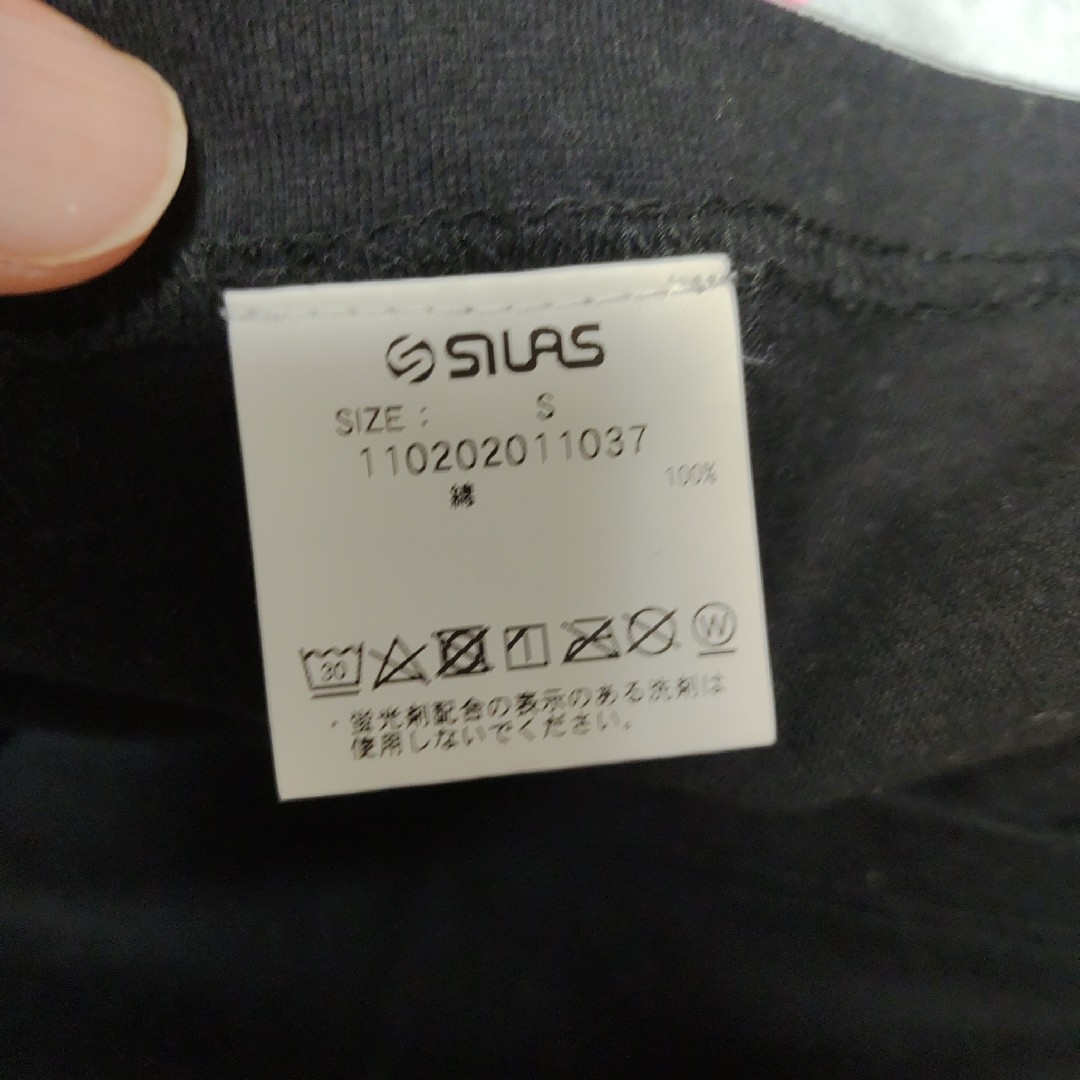 SILAS
SIZE : S
110202011037
綿 100%
30
W
・蛍光剤配合の表示のある洗剤は
使用しないでください。